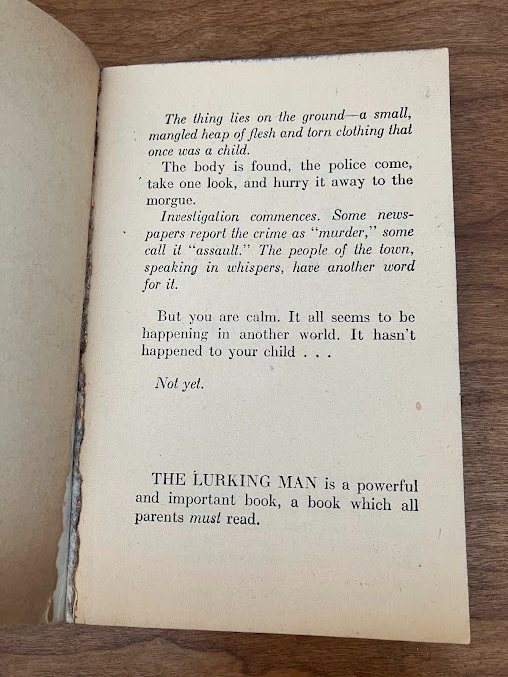 The thing lies on the ground—a small,
mangled heap of flesh and torn clothing that
once was a child.
The body is found, the police come,
take one look, and hurry it away to the
morgue.
Investigation commences. Some news-
papers report the crime as "murder," some
call it "assault." The people of the town,
speaking in whispers, have another word
for it.
But you are calm. It all seems to be
happening in another world. It hasn't
happened to your child . . .
Not yet.
THE LURKING MAN is a powerful
and important book, a book which all
parents must read.